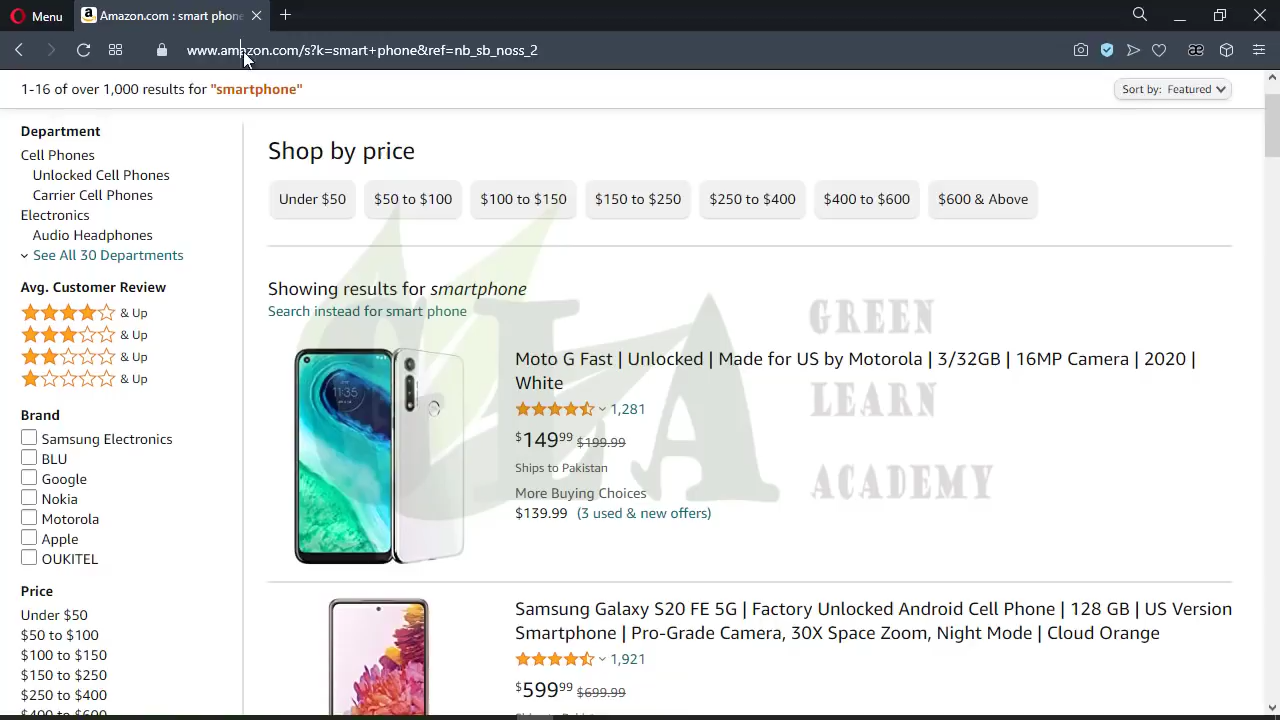 Menu
Amazon.com : smart phone
www.amazon.com/s?k=smart+phone&ref=nb_sb_noss_2
1-16 of over 1,000 results for "smartphone"
Sort by: Featured
Department
Cell Phones
Unlocked Cell Phones
Carrier Cell Phones
Electronics
Audio Headphones
See All 30 Departments
Avg. Customer Review
& Up
& Up
& Up
& Up
Brand
Samsung Electronics
BLU
Google
Nokia
Motorola
Apple
OUKITEL
Price
Under $50
$50 to $100
$100 to $150
$150 to $250
$250 to $400
$400 to $600
Shop by price
Under $50
$50 to $100
$100 to $150
$150 to $250
$250 to $400
$400 to $600
$600 & Above
Showing results for smartphone
Search instead for smart phone
11:35
Moto G Fast | Unlocked | Made for US by Motorola | 3/32GB | 16MP Camera | 2020 |
White
1,281
$149.99 $199.99
Ships to Pakistan
More Buying Choices
$139.99 (3 used & new offers)
Samsung Galaxy S20 FE 5G | Factory Unlocked Android Cell Phone | 128 GB | US Version
Smartphone | Pro-Grade Camera, 30X Space Zoom, Night Mode | Cloud Orange
1,921
$599.99 $699.99
GLA
GREEN
LEARN
ACADEMY